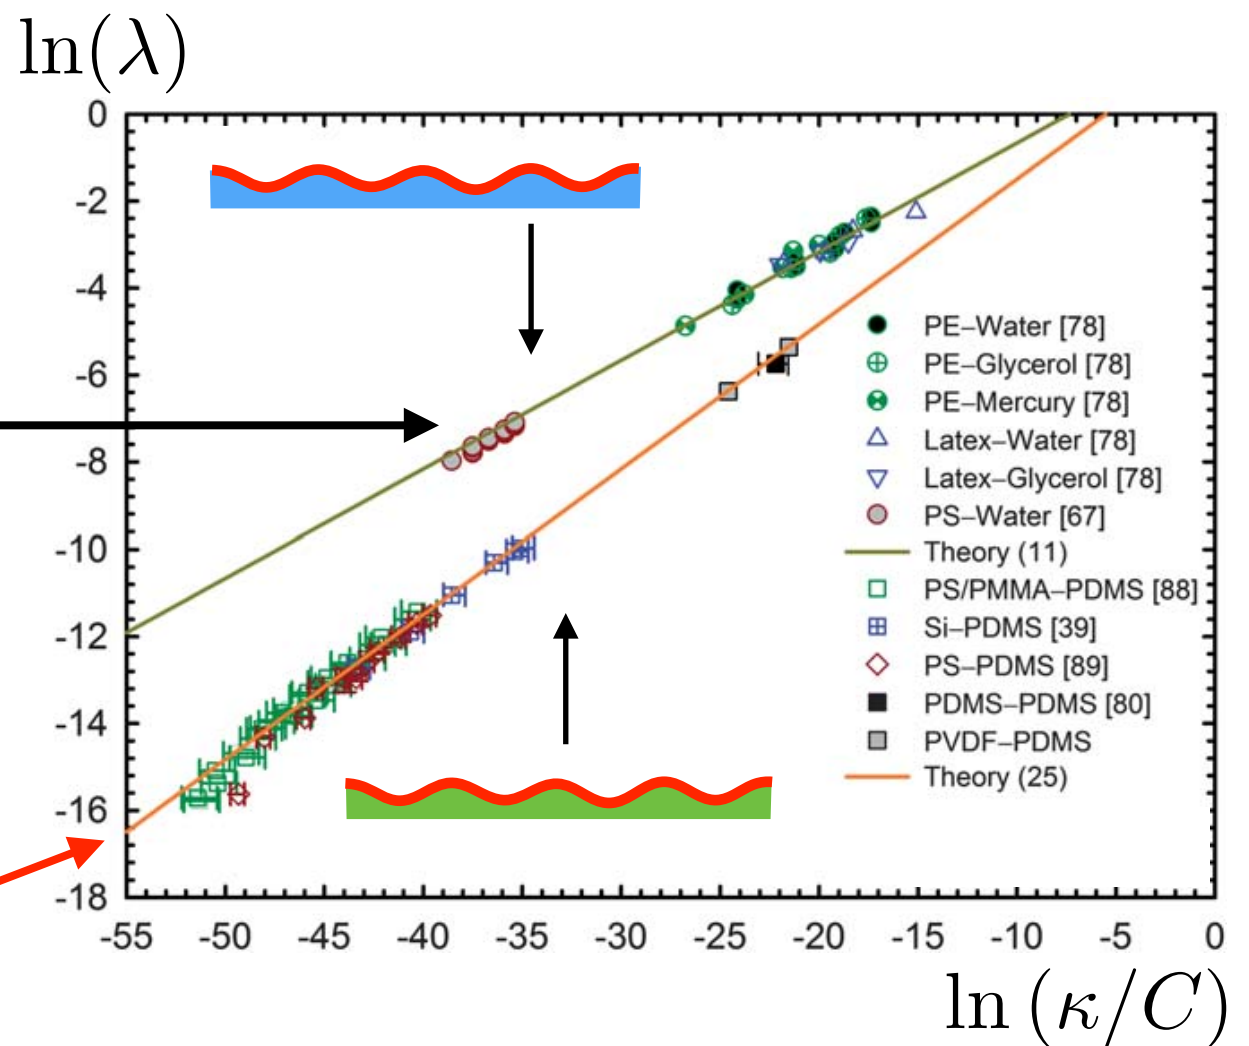 ln(λ)
0
-2
-4
-6
-8
-10
-12
-14
-16
-18
PE–Water [78]
PE–Glycerol [78]
PE–Mercury [78]
Latex–Water [78]
Latex–Glycerol [78]
PS–Water [67]
Theory (11)
PS/PMMA–PDMS [88]
Si–PDMS [39]
PS–PDMS [89]
PDMS–PDMS [80]
PVDF–PDMS
Theory (25)
-55 -50 -45 -40 -35 -30 -25 -20 -15 -10 -5 0
ln (κ/C)